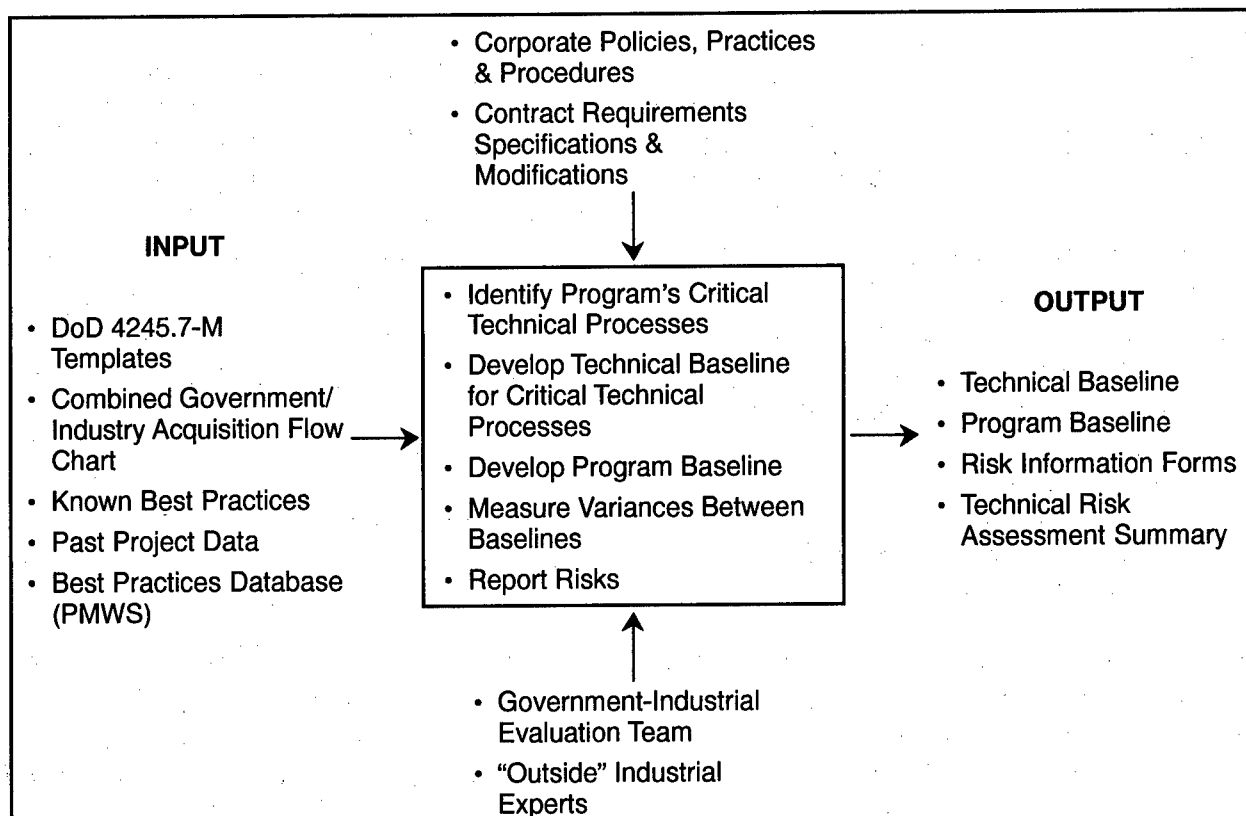 • Corporate Policies, Practices
& Procedures
• Contract Requirements
Specifications &
Modifications
INPUT
• DoD 4245.7-M
Templates
• Combined Government/
Industry Acquisition Flow
Chart
• Known Best Practices
• Past Project Data
• Best Practices Database
(PMWS)
• Identify Program's Critical
Technical Processes
• Develop Technical Baseline
for Critical Technical
Processes
• Develop Program Baseline
• Measure Variances Between
Baselines
• Report Risks
OUTPUT
• Technical Baseline
• Program Baseline
• Risk Information Forms
• Technical Risk
Assessment Summary
• Government-Industrial
Evaluation Team
• "Outside" Industrial
Experts